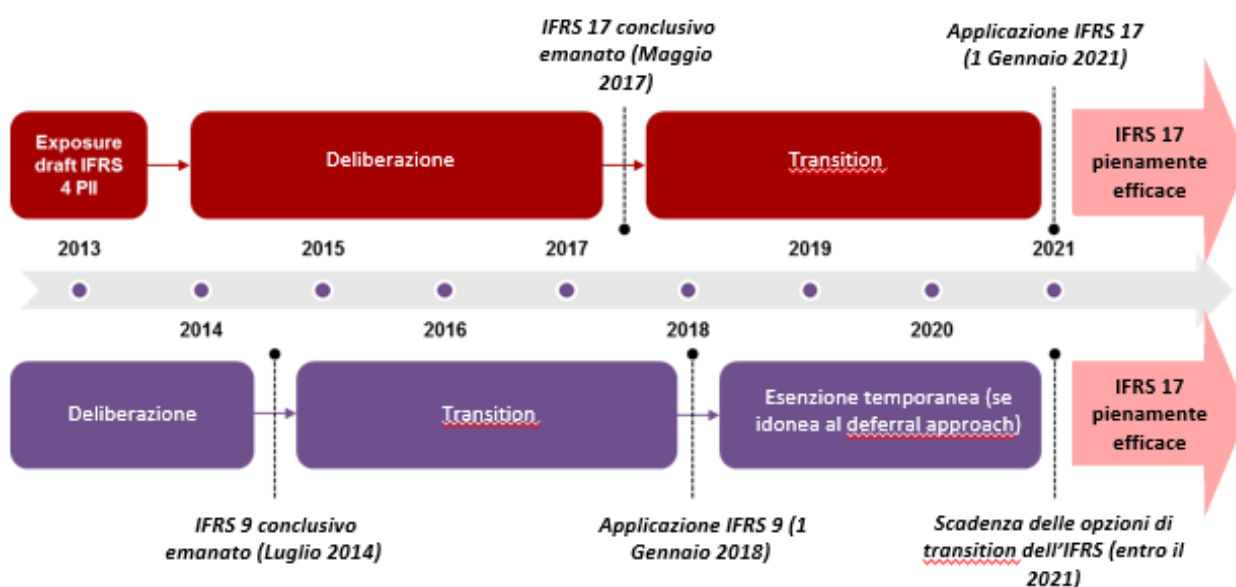 IFRS 17 conclusivo
emanato (Maggio
2017)
Applicazione IFRS 17
(1 Gennaio 2021)
Exposure
draft IFRS
4 PII
Deliberazione
Transition
IFRS 17
pienamente
efficace
2013
2015
2017
2019
2021
2014
2016
2018
2020
Deliberazione
Transition
Esenzione temporanea (se
idonea al deferral approach)
IFRS 17
pienamente
efficace
IFRS 9 conclusivo
emanato (Luglio 2014)
Applicazione IFRS 9 (1
Gennaio 2018)
Scadenza delle opzioni di
transition dell'IFRS (entro il
2021)